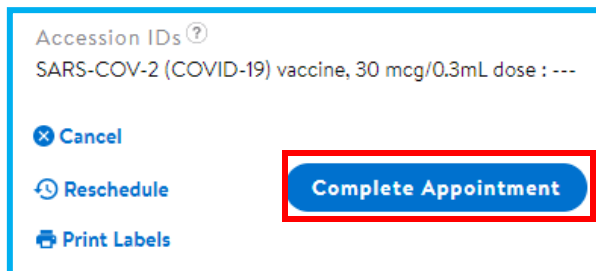 Accession IDs ?
SARS-COV-2 (COVID-19) vaccine, 30 mcg/0.3mL dose : ---
Cancel
Reschedule
Complete Appointment
Print Labels